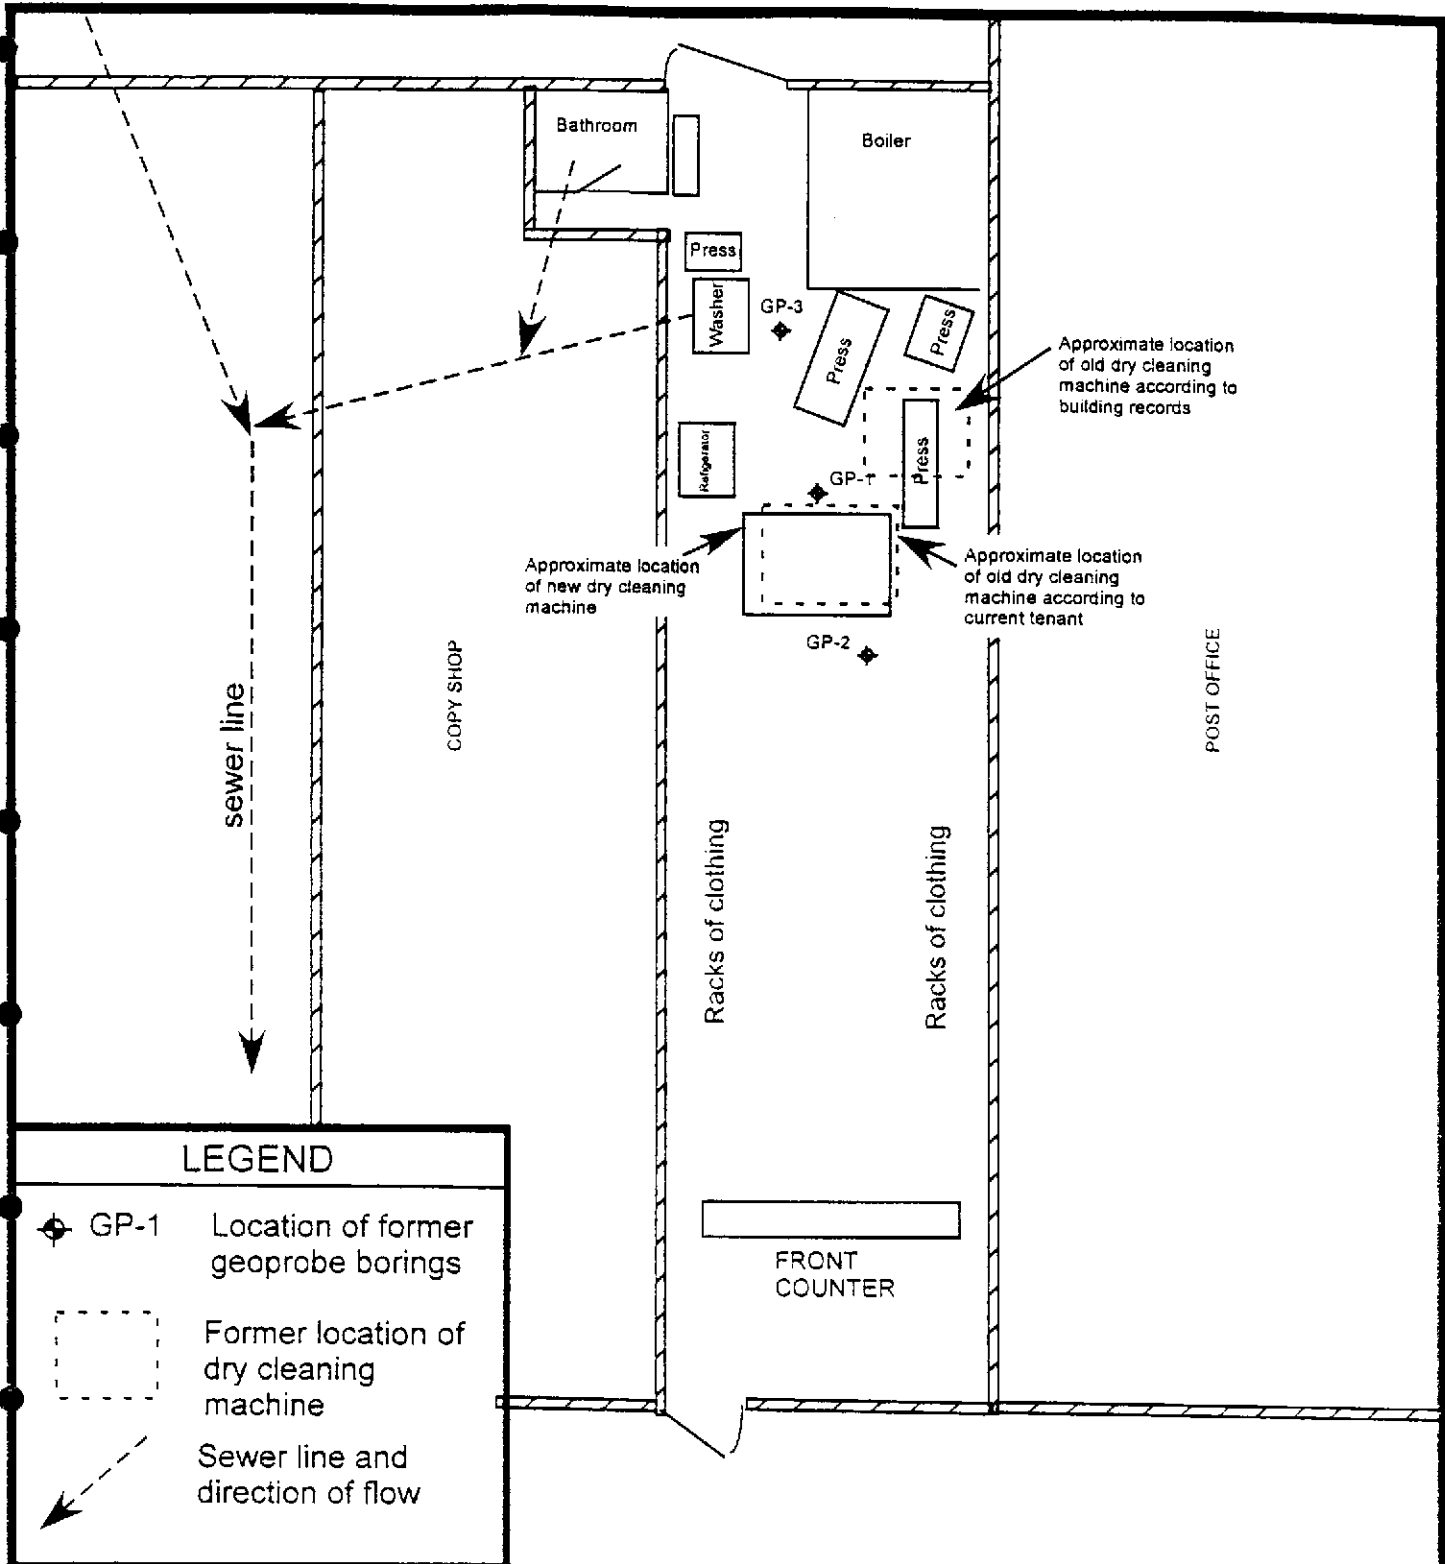 Bathroom
Boiler
Press
Washer
GP-3
Press
Press
Approximate location
of old dry cleaning
machine according to
building records
Refigerator
Press
GP-1
Approximate location
of new dry cleaning
machine
Approximate location
of old dry cleaning
machine according to
current tenant
GP-2
COPY SHOP
POST OFFICE
sewer line
Racks of clothing
Racks of clothing
FRONT
COUNTER
LEGEND
GP-1
Location of former
geoprobe borings
Former location of
dry cleaning
machine
Sewer line and
direction of flow